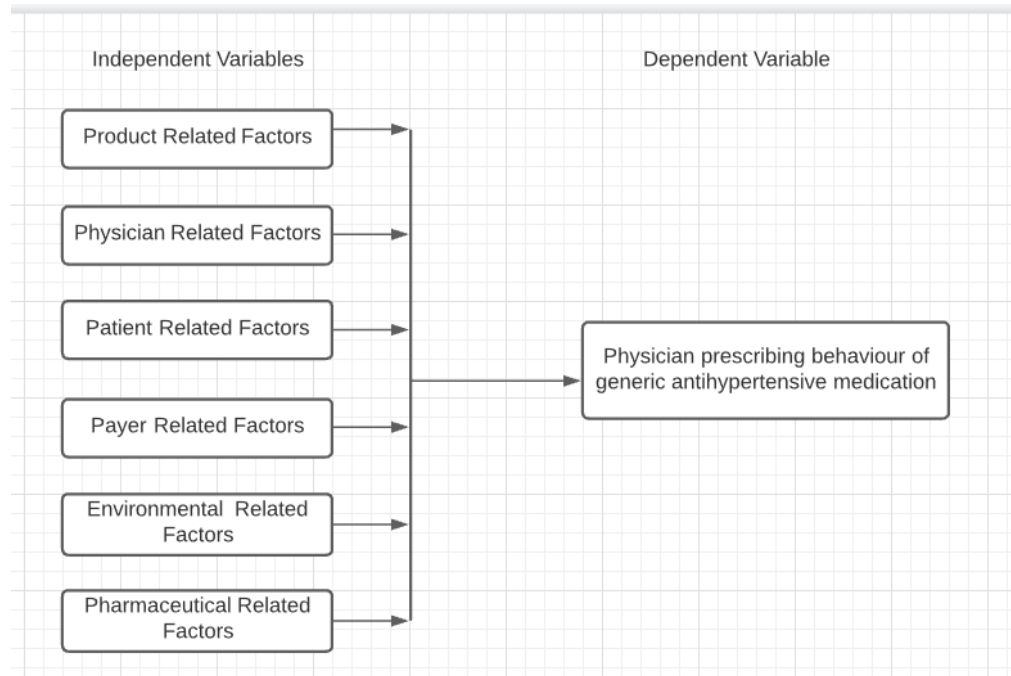 Independent Variables
Dependent Variable
Product Related Factors
Physician Related Factors
Patient Related Factors
Payer Related Factors
Environmental Related
Factors
Pharmaceutical Related
Factors
Physician prescribing behaviour of
generic antihypertensive medication